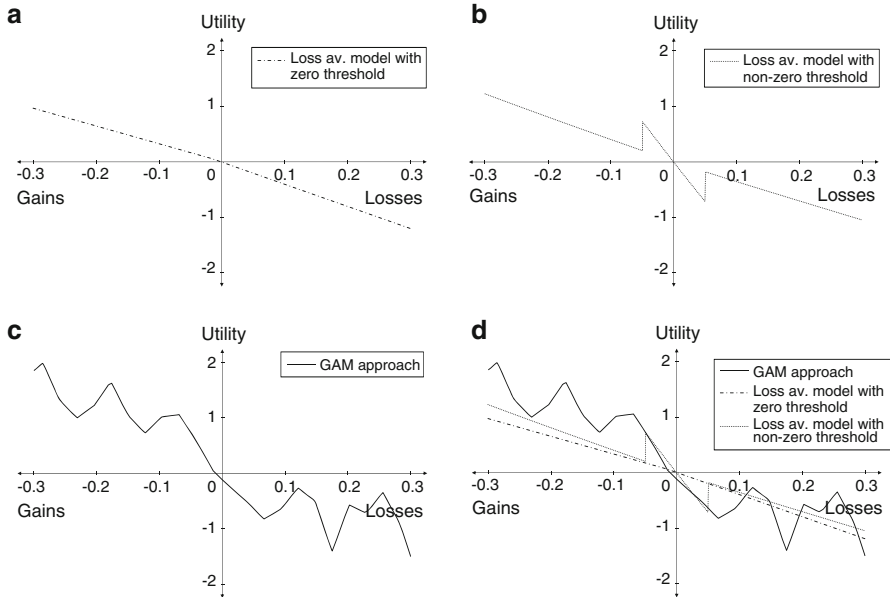 a
Utility
2
Loss av. model with
zero threshold
1
-0.3 -0.2 -0.1 0 0.1 0.2 0.3
Gains
Losses
-1
-2
b
Utility
2
Loss av. model with
non-zero threshold
1
-0.3 -0.2 -0.1 0 0.1 0.2 0.3
Gains
Losses
-1
-2
c
Utility
2
GAM approach
1
-0.3 -0.2 -0.1 0 0.1 0.2 0.3
Gains
Losses
-1
-2
d
Utility
2
GAM approach
Loss av. model with
zero threshold
Loss av. model with
non-zero threshold
1
-0.3 -0.2 -0.1 0 0.1 0.2 0.3
Gains
Losses
-1
-2